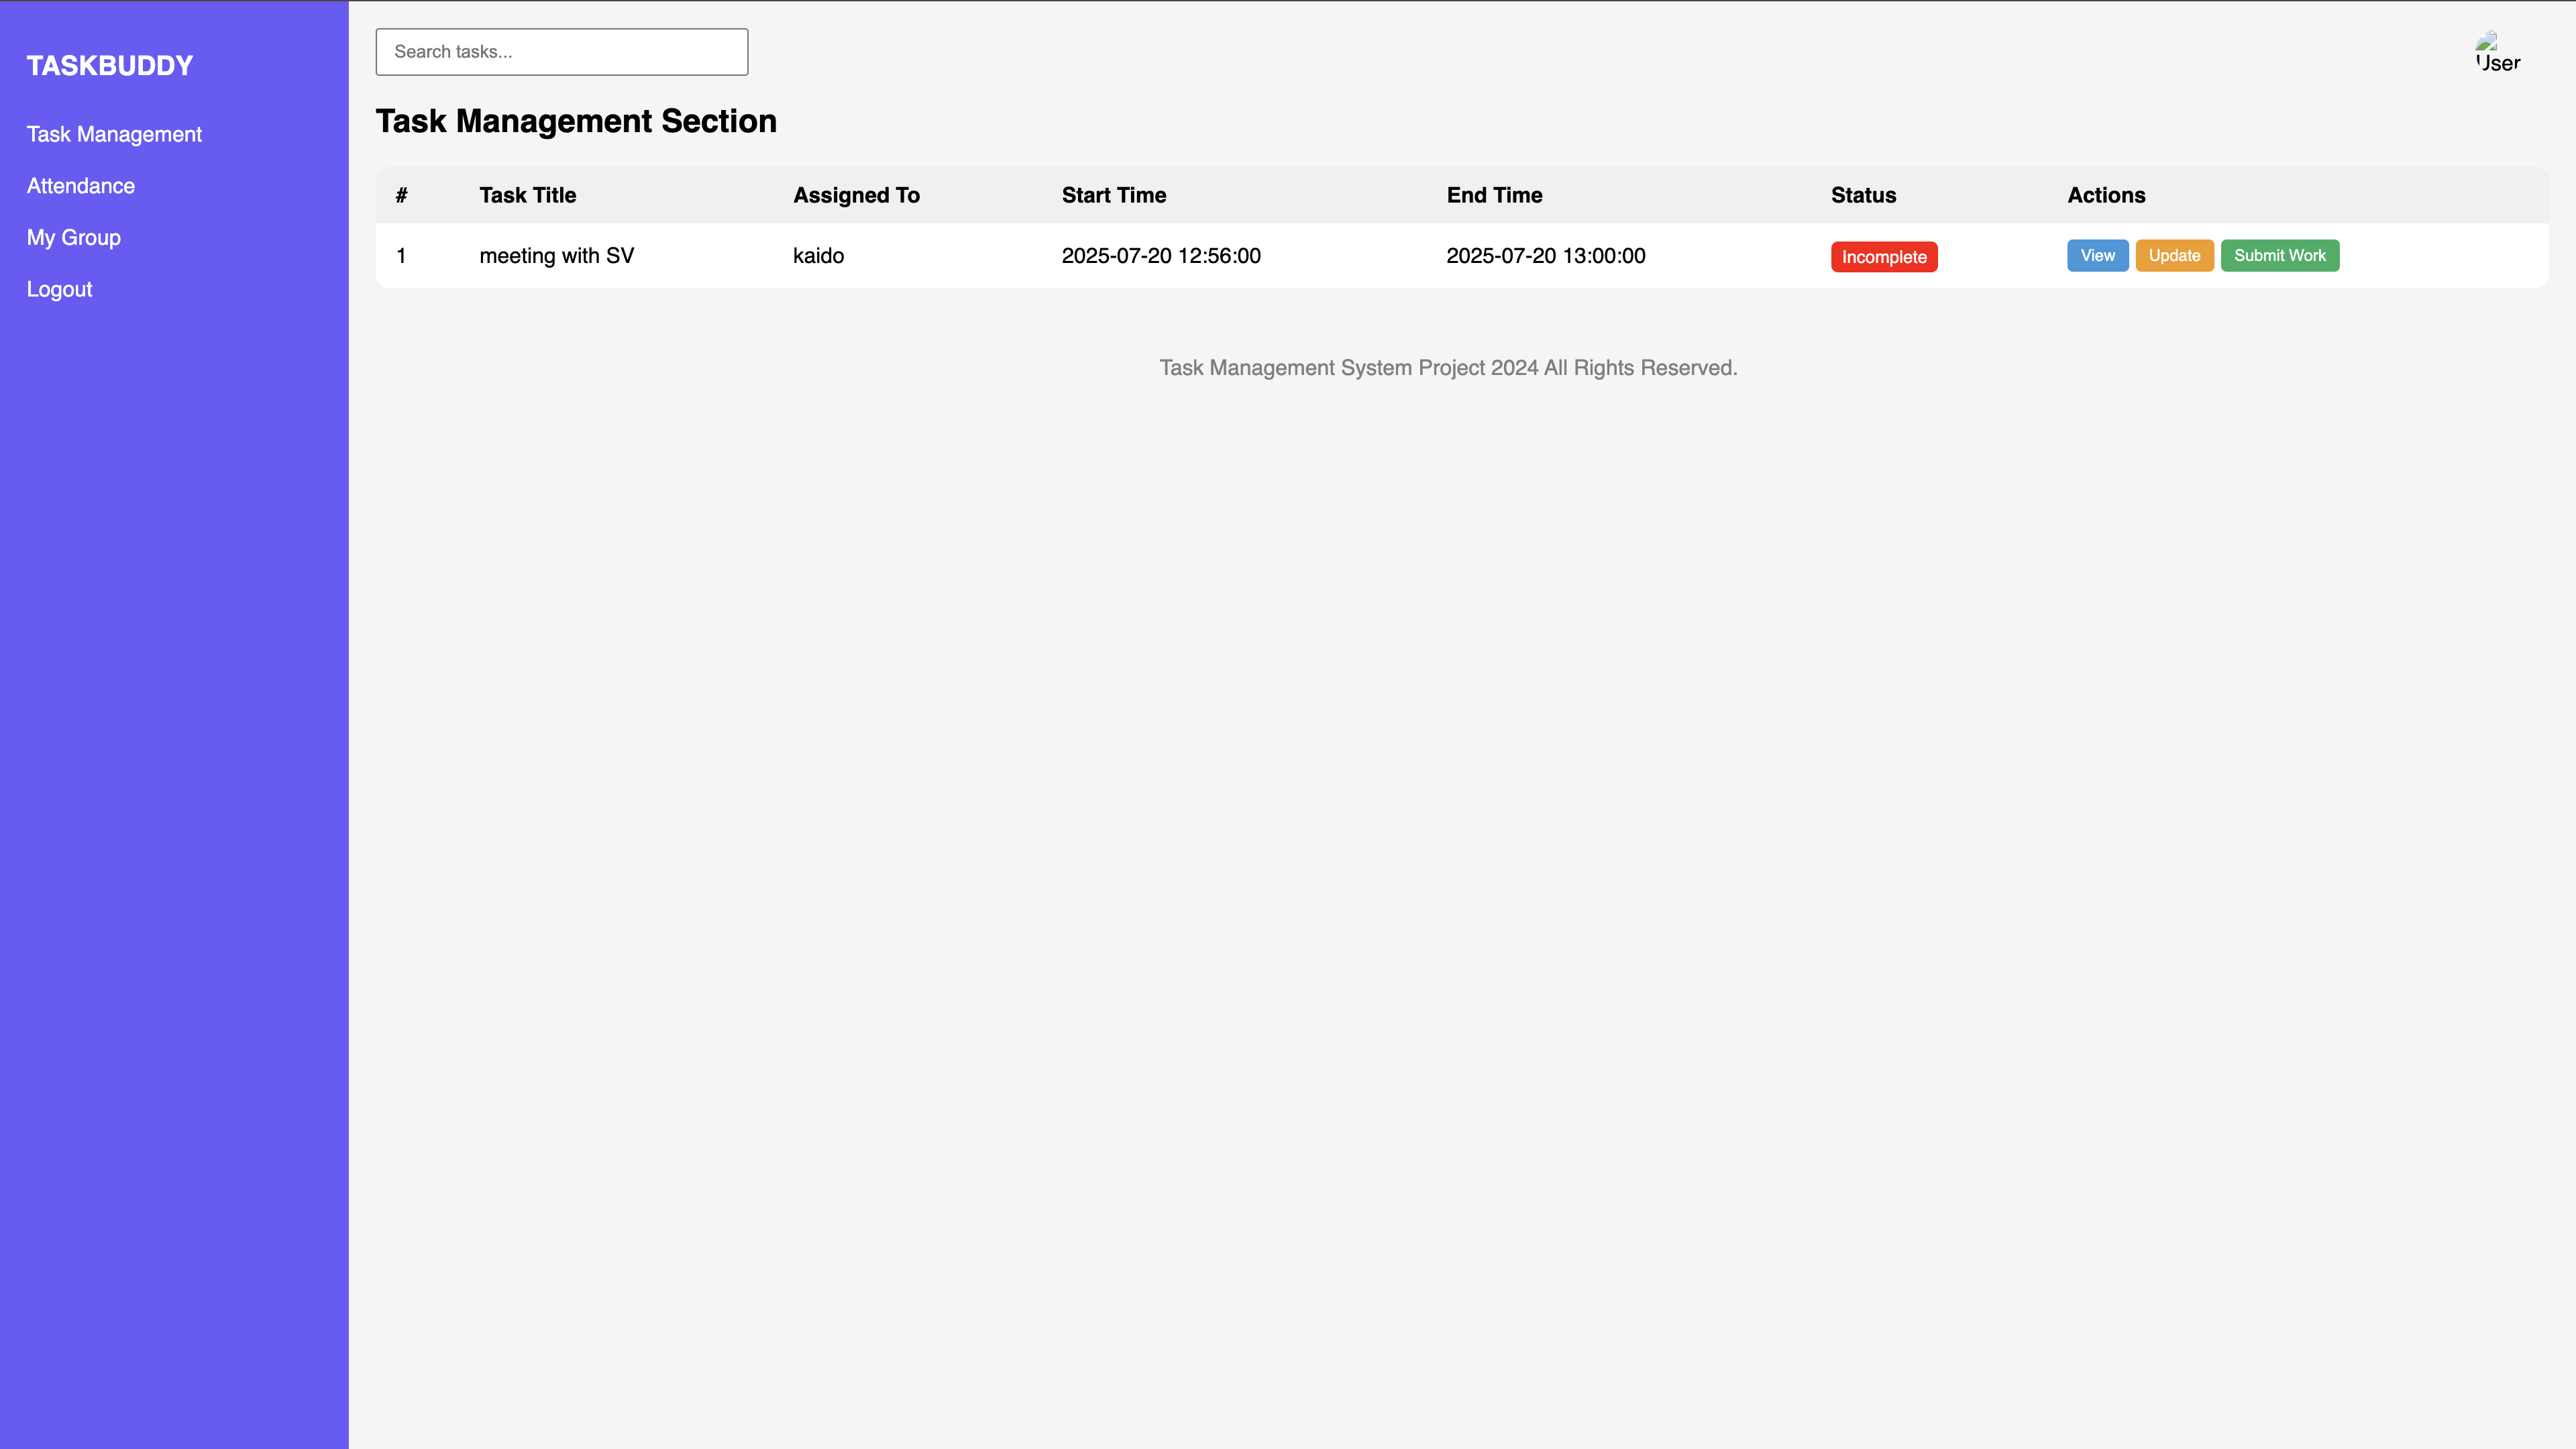 TASKBUDDY
Task Management
Attendance
My Group
Logout
Search tasks...
User
Task Management Section
# Task Title Assigned To Start Time End Time Status Actions
1 meeting with SV kaido 2025-07-20 12:56:00 2025-07-20 13:00:00 Incomplete View Update Submit Work
Task Management System Project 2024 All Rights Reserved.